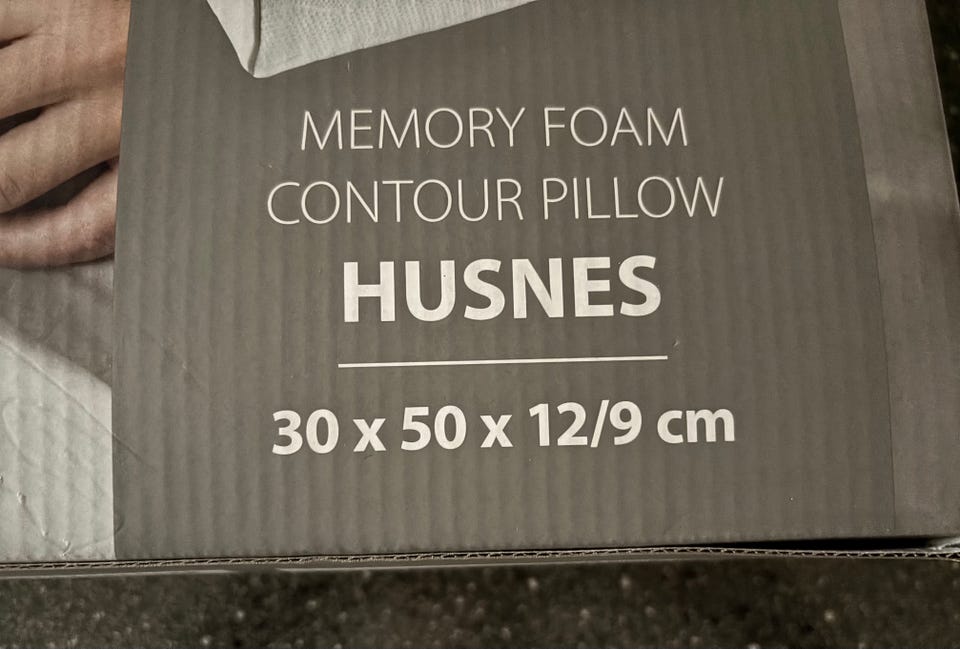 MEMORY FOAM
CONTOUR PILLOW
HUSNES
30 x 50 x 12/9 cm